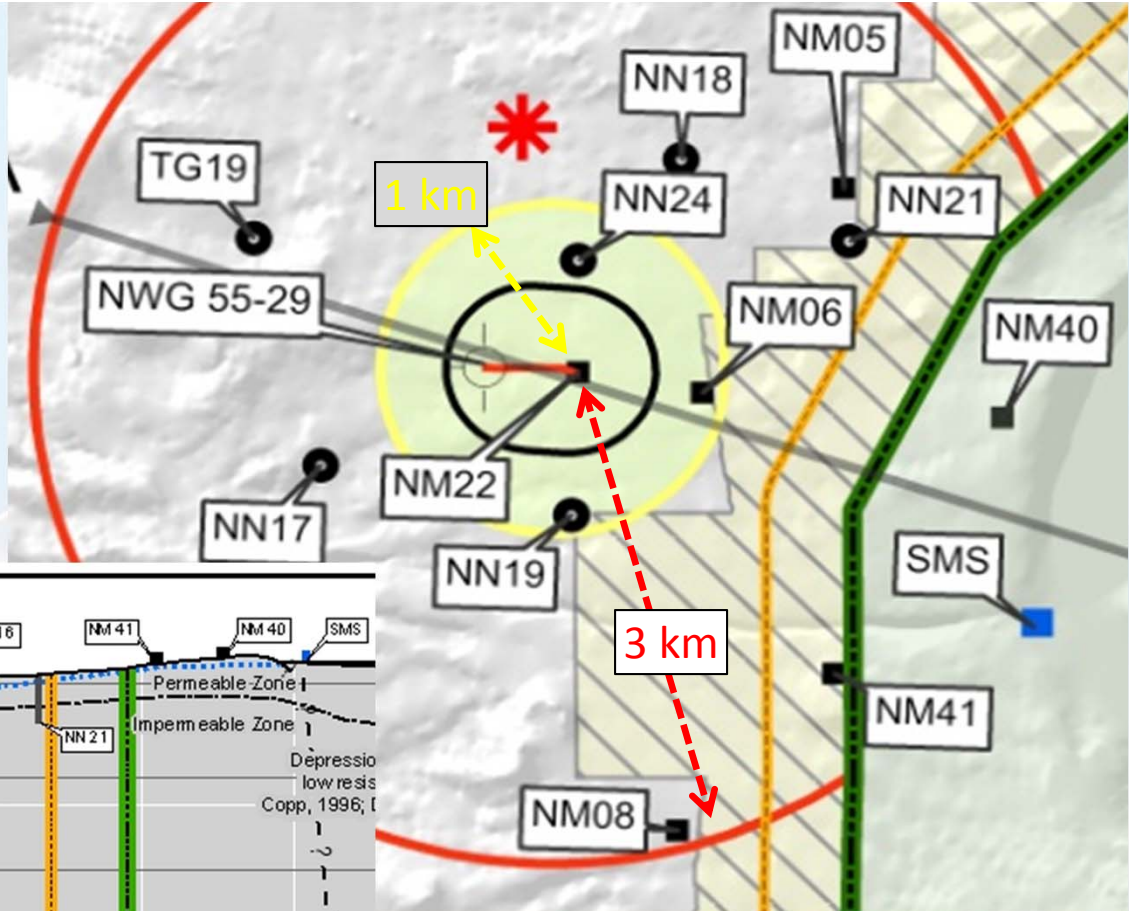 NM05
NN18
TG19
1 km
NN24
NN21
NWG 55-29
NM06
NM40
NM22
NN17
NN19
SMS
3 km
NM41
NM08
16
NM 41
NM 40
SMS
Permeable Zone
Impermeable Zone
NN 21
Depressio
low resis
Copp, 1996; D
?